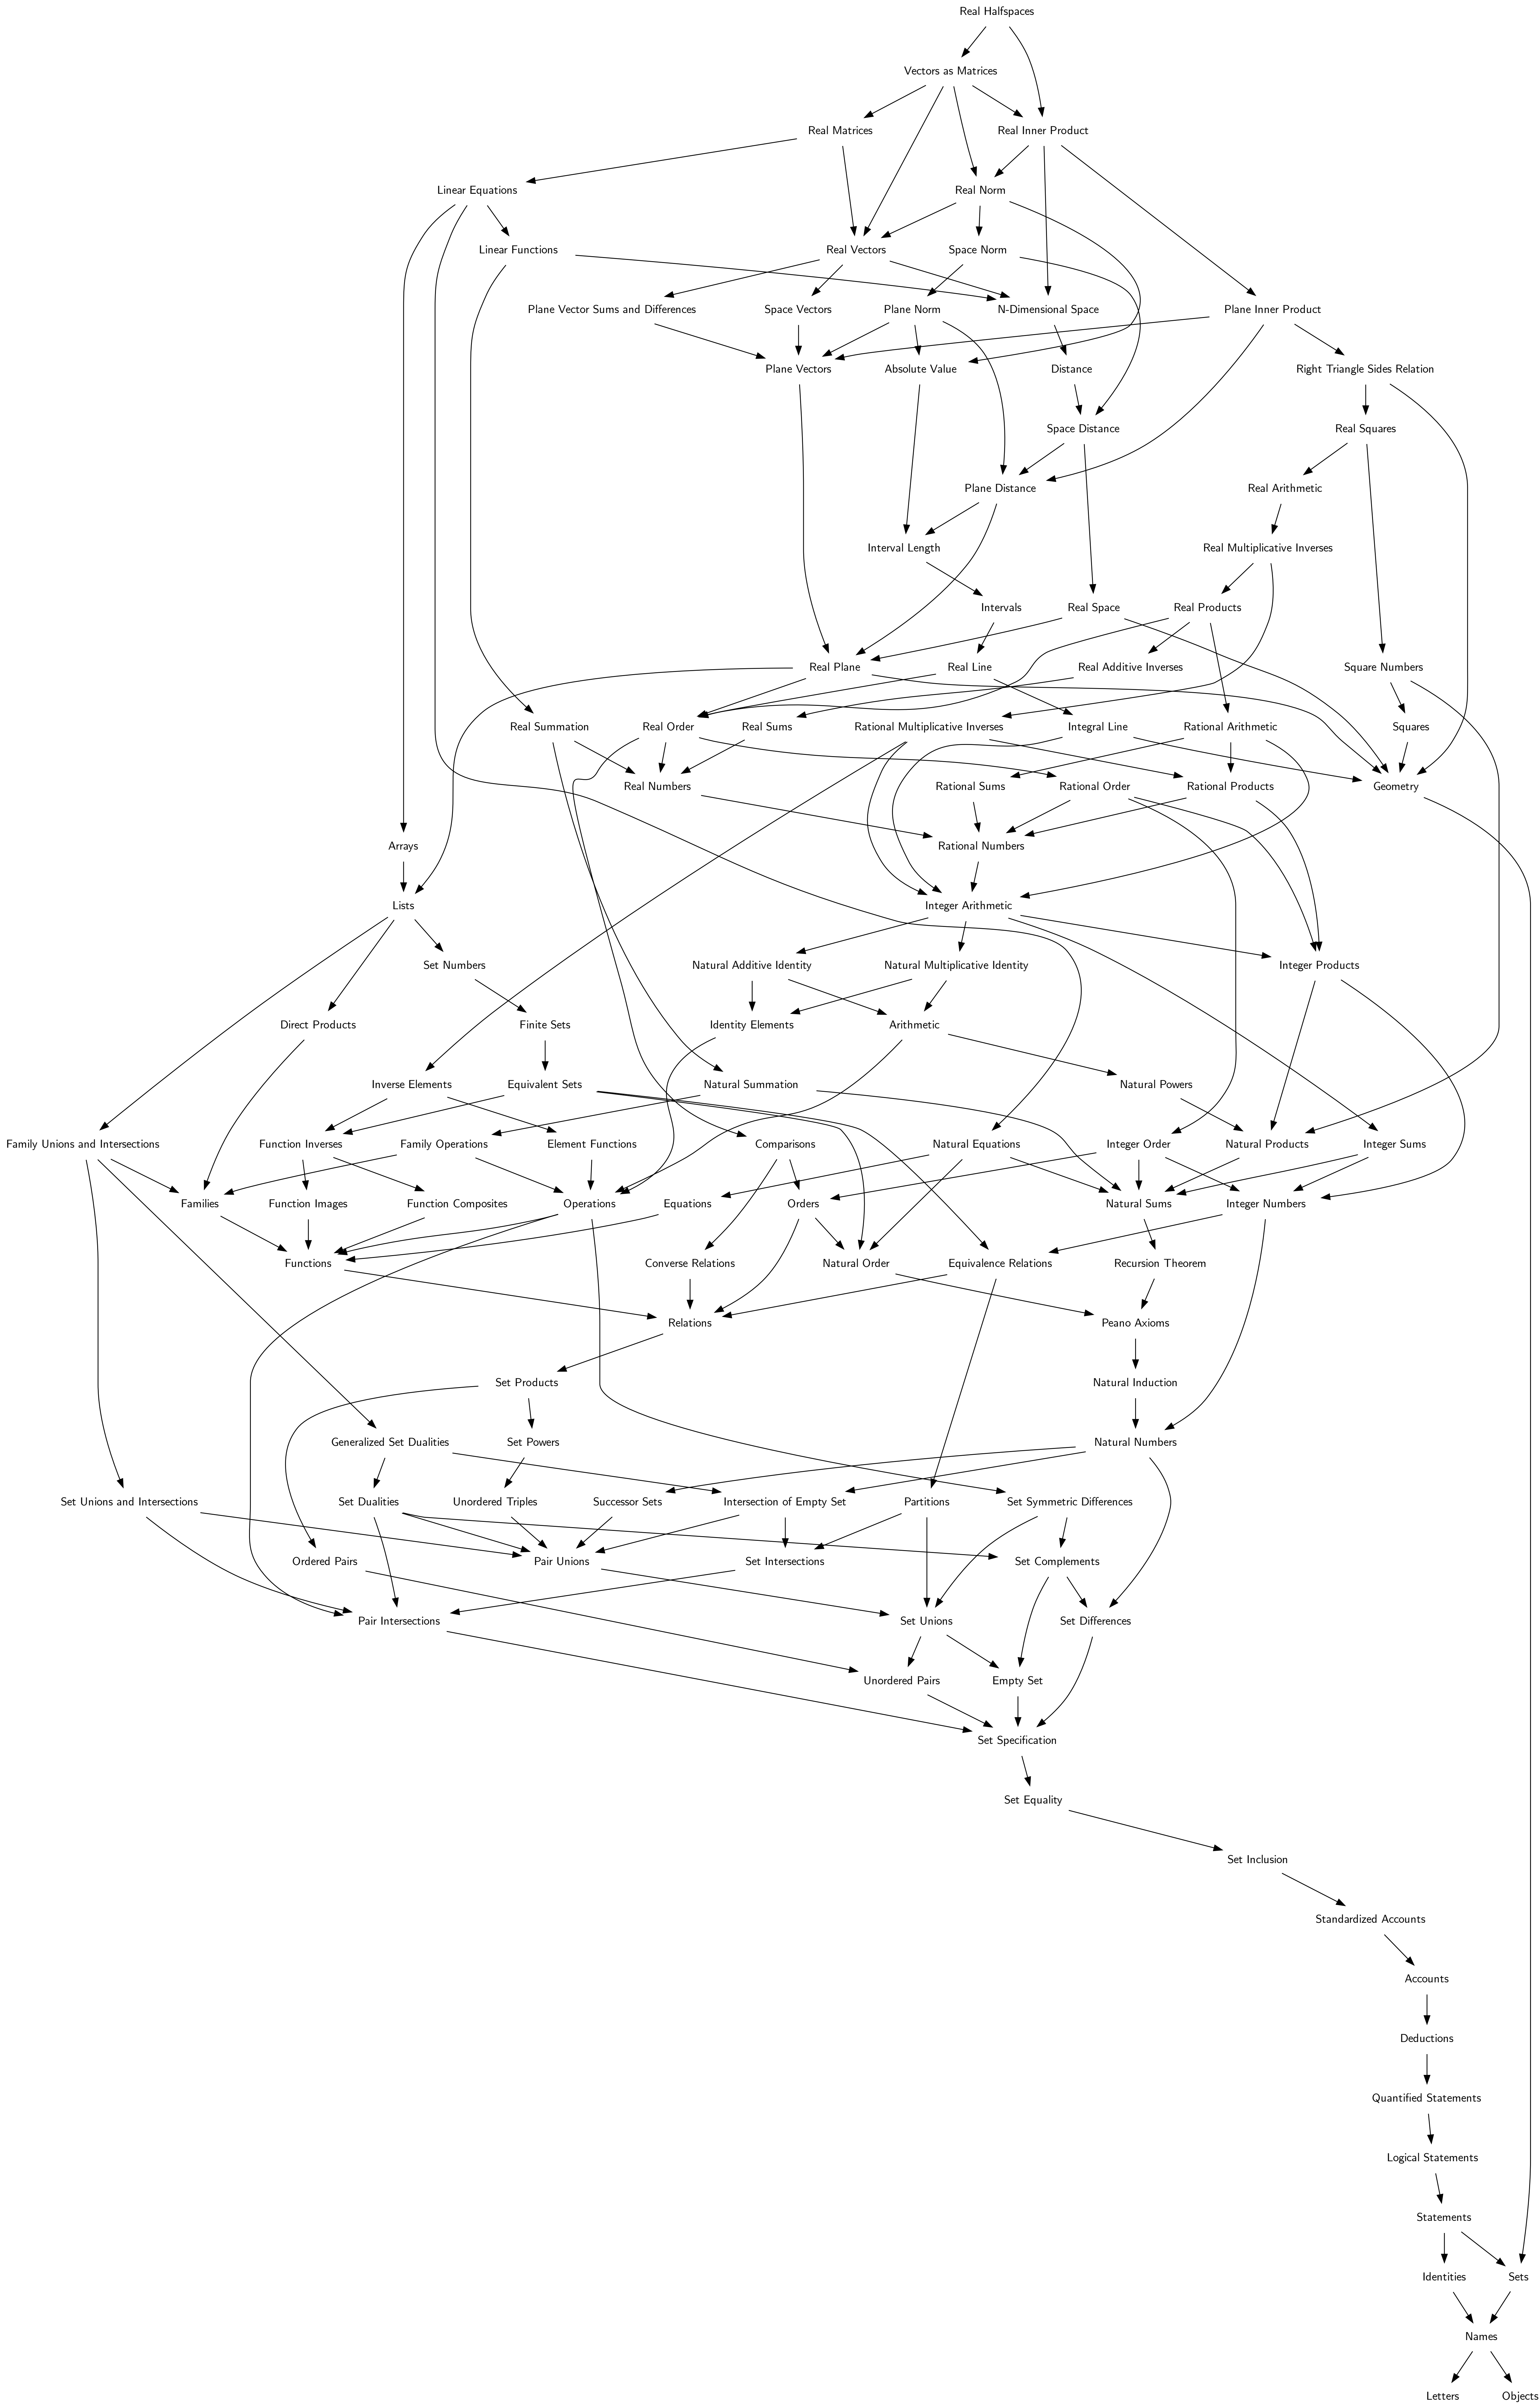 Real Halfspaces
Vectors as Matrices
Real Matrices
Real Inner Product
Linear Equations
Real Norm
Linear Functions
Real Vectors
Space Norm
Plane Vector Sums and Differences
Space Vectors
Plane Norm
N-Dimensional Space
Plane Inner Product
Plane Vectors
Absolute Value
Distance
Right Triangle Sides Relation
Space Distance
Real Squares
Plane Distance
Real Arithmetic
Interval Length
Real Multiplicative Inverses
Intervals
Real Space
Real Products
Real Plane
Real Line
Real Additive Inverses
Square Numbers
Real Summation
Real Order
Real Sums
Rational Multiplicative Inverses
Integral Line
Rational Arithmetic
Squares
Real Numbers
Rational Sums
Rational Order
Rational Products
Geometry
Arrays
Rational Numbers
Lists
Integer Arithmetic
Set Numbers
Natural Additive Identity
Natural Multiplicative Identity
Integer Products
Direct Products
Finite Sets
Identity Elements
Arithmetic
Inverse Elements
Equivalent Sets
Natural Summation
Natural Powers
Family Unions and Intersections
Function Inverses
Family Operations
Element Functions
Comparisons
Natural Equations
Integer Order
Natural Products
Integer Sums
Families
Function Images
Function Composites
Operations
Equations
Orders
Natural Sums
Integer Numbers
Functions
Converse Relations
Natural Order
Equivalence Relations
Recursion Theorem
Relations
Peano Axioms
Set Products
Natural Induction
Generalized Set Dualities
Set Powers
Natural Numbers
Set Unions and Intersections
Set Dualities
Unordered Triples
Successor Sets
Intersection of Empty Set
Partitions
Set Symmetric Differences
Ordered Pairs
Pair Unions
Set Intersections
Set Complements
Pair Intersections
Set Unions
Set Differences
Unordered Pairs
Empty Set
Set Specification
Set Equality
Set Inclusion
Standardized Accounts
Accounts
Deductions
Quantified Statements
Logical Statements
Statements
Identities
Sets
Names
Letters
Objects